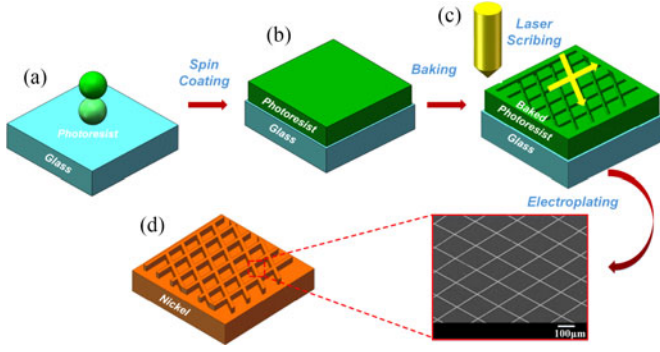 (a)
Photoresist
Glass
Spin
Coating
(b)
Photoresist
Glass
Baking
(c)
Laser
Scribing
Baked
Photoresist
Glass
Electroplating
(d)
Nickel
100μm